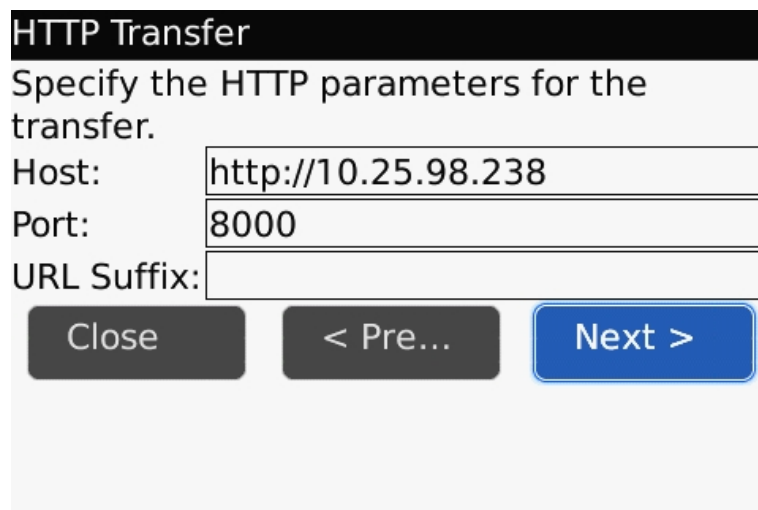 HTTP Transfer
Specify the HTTP parameters for the
transfer.
Host: http://10.25.98.238
Port: 8000
URL Suffix:
Close < Pre... Next >